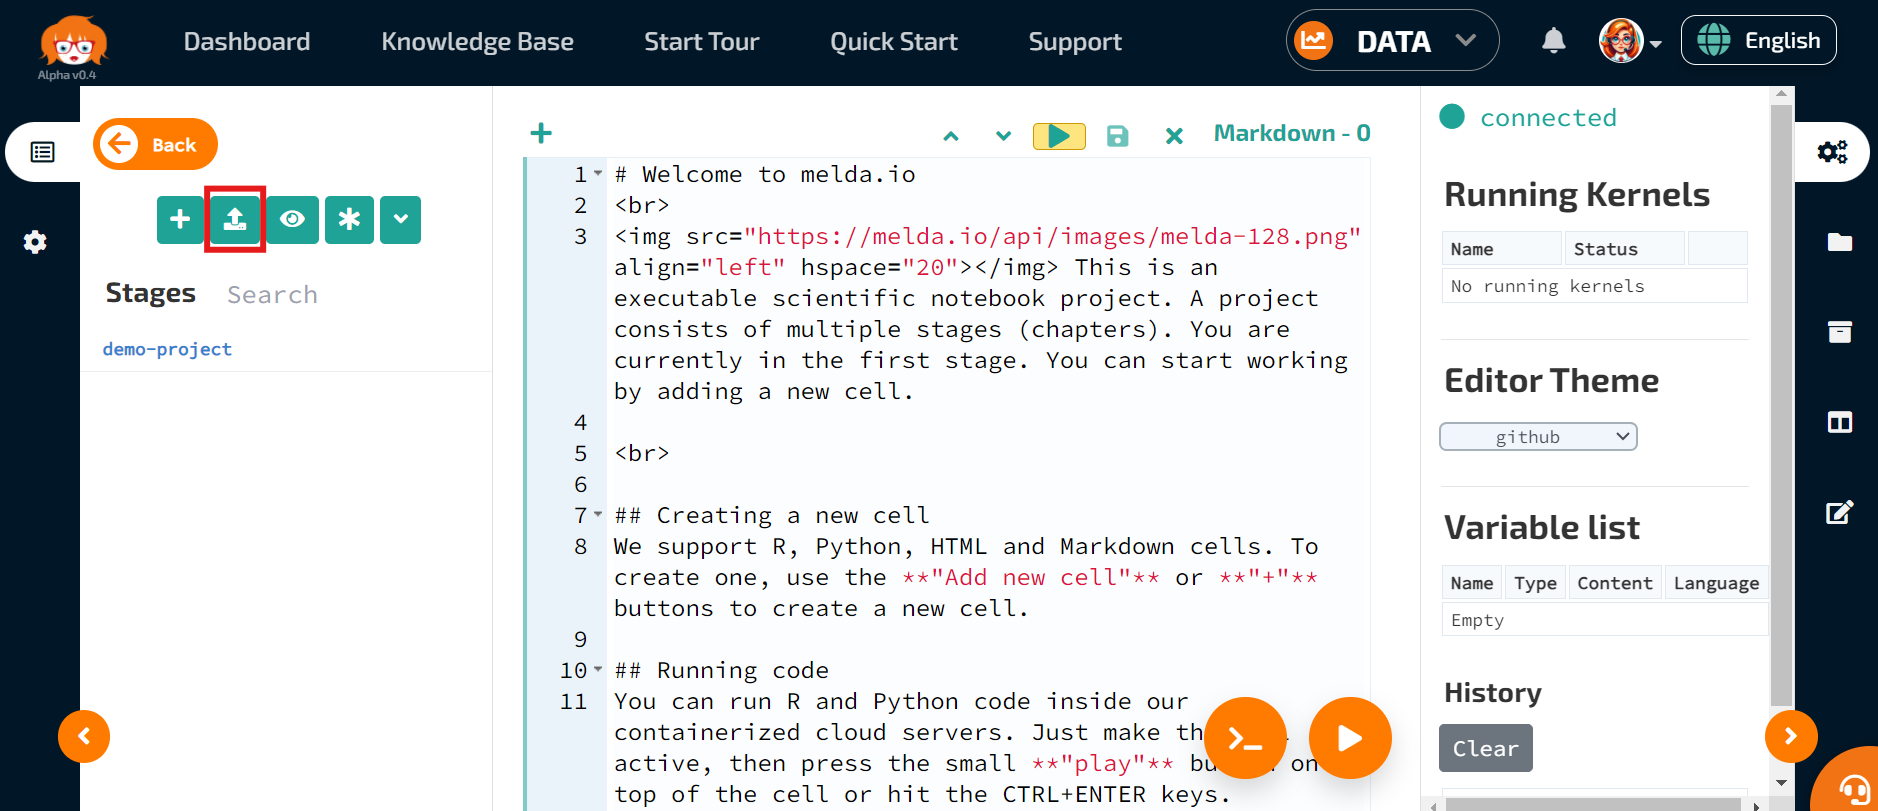 Alpha v0.4
Dashboard
Knowledge Base
Start Tour
Quick Start
Support
DATA
English
Back
Stages
Search
demo-project
Markdown - 0
1 # Welcome to melda.io
2 <br>
3 <img src="https://melda.io/api/images/melda-128.png"
align="left" hspace="20"></img> This is an
executable scientific notebook project. A project
consists of multiple stages (chapters). You are
currently in the first stage. You can start working
by adding a new cell.
4
5 <br>
6
7 ## Creating a new cell
8 We support R, Python, HTML and Markdown cells. To
create one, use the **"Add new cell"** or **"+"**
buttons to create a new cell.
9
10 ## Running code
11 You can run R and Python code inside our
containerized cloud servers. Just make th
active, then press the small **"play"** bu on
top of the cell or hit the CTRL+ENTER keys.
connected
Running Kernels
Name Status
No running kernels
Editor Theme
github
Variable list
Name Type Content Language
Empty
History
Clear